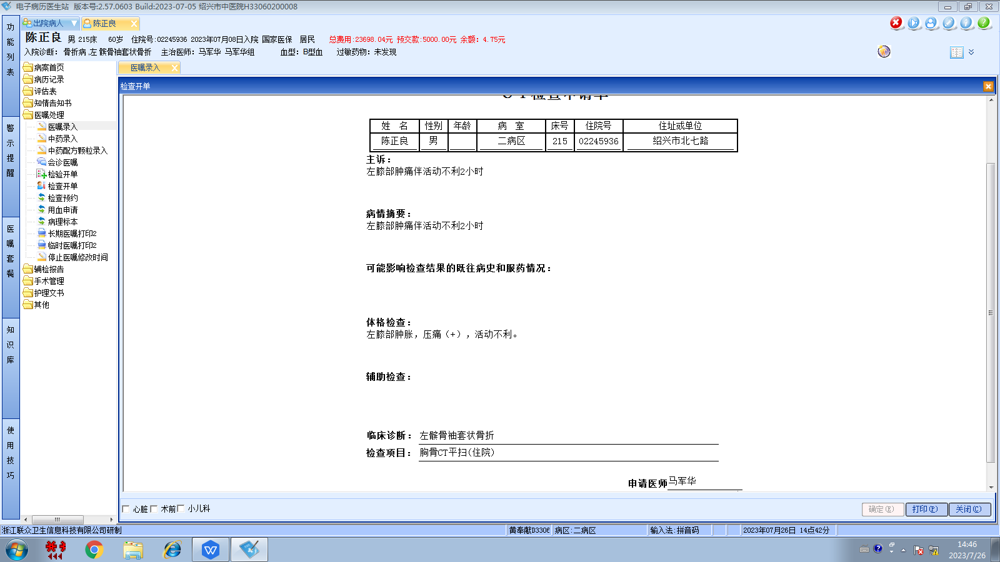 电子病历医生站 版本号:2.57.0603 Build:2023-07-05 绍兴市中医院H33060200008
出院病人
陈正良
陈正良 男 215床 60岁 住院号:02245936 2023年07月08日入院 国家医保 居民 总费用:23698.04元 预交款:5000.00元 余额: 4.75元
入院诊断: 骨折病 ,左 髌骨袖套状骨折 主治医师: 马军华 马军华组 血型: B型血 过敏药物: 未发现
功能列表
警示提醒
医嘱套餐
知识库
使用技巧
病案首页
病历记录
评估表
知情告知书
医嘱处理
医嘱录入
中药录入
中药配方颗粒录入
会诊医嘱
检验开单
检查开单
检查预约
用血申请
病理标本
长期医嘱打印2
临时医嘱打印2
停止医嘱修改时间
辅检报告
手术管理
护理文书
其他
医嘱录入
检查开单
CT检查申请单
姓 名 性别 年龄 病 室 床号 住院号 住址或单位
陈正良 男 二病区 215 02245936 绍兴市北七路
主诉:
左膝部肿痛伴活动不利2小时
病情摘要:
左膝部肿痛伴活动不利2小时
可能影响检查结果的既往病史和服药情况:
体格检查:
左膝部肿胀，压痛（+），活动不利。
辅助检查:
临床诊断: 左髌骨袖套状骨折
检查项目: 胸骨CT平扫(住院)
申请医师 马军华
心脏 术前 小儿科
确定(E) 打印(P) 关闭(C)
浙江联众卫生信息科技有限公司研制 黄奉献D3306 病区:二病区 输入法:拼音码 2023年07月26日 14点42分
14:46
2023/7/26